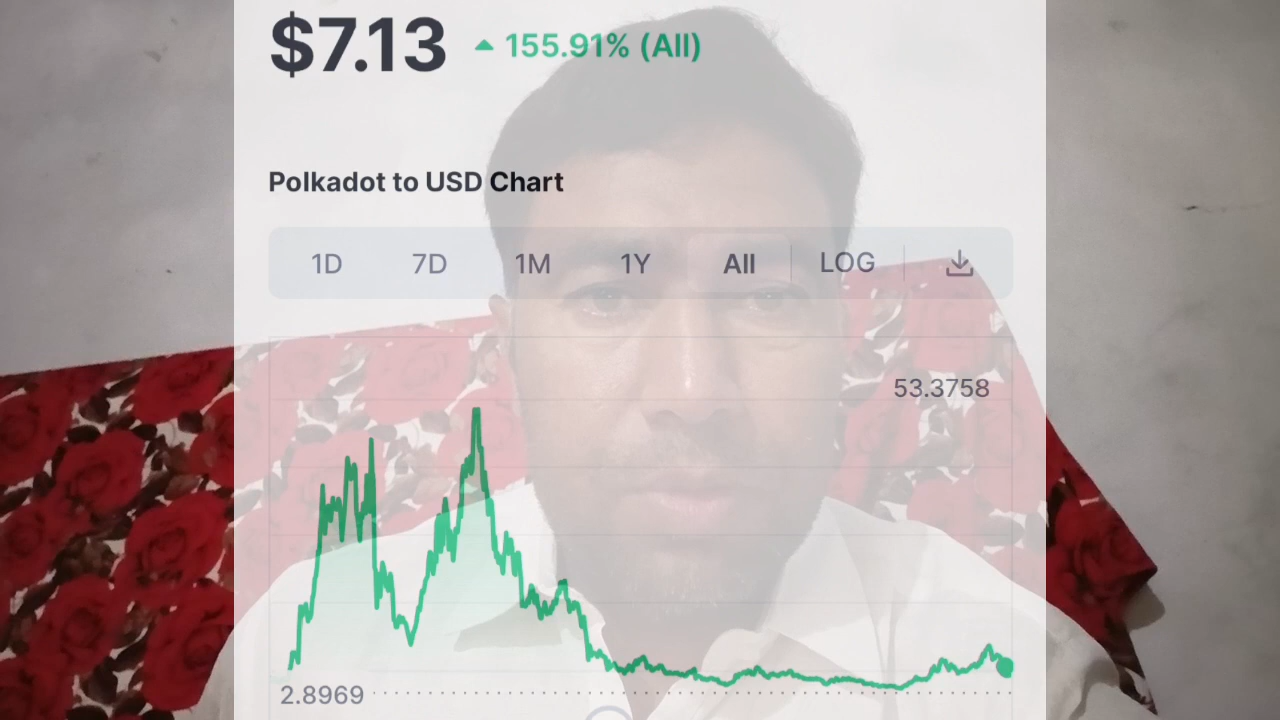 $7.13 ▲ 155.91% (All)
Polkadot to USD Chart
1D 7D 1M 1Y All LOG
53.3758
2.8969